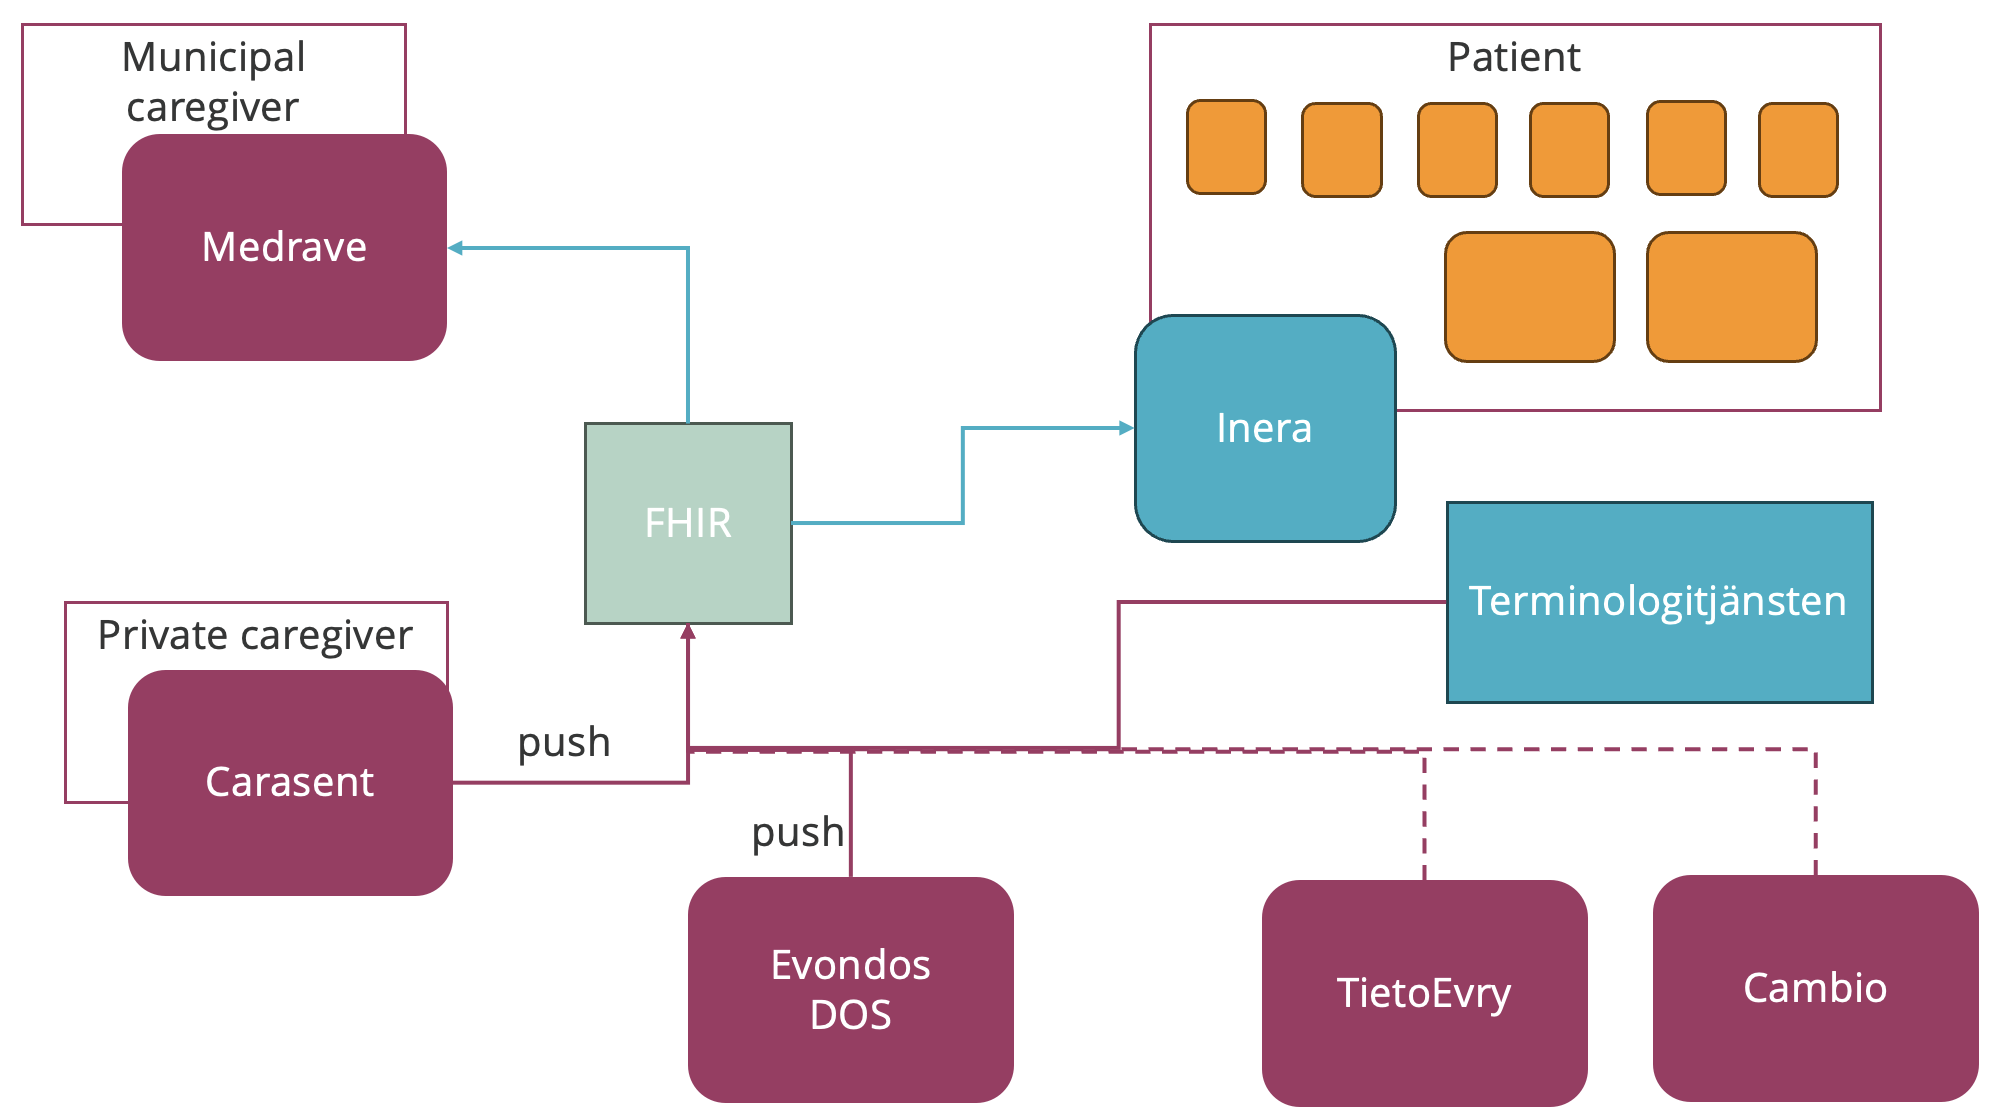 Municipal
caregiver
Medrave
Patient
FHIR
Inera
Terminologitjänsten
Private caregiver
Carasent
push
push
Evondos
DOS
TietoEvry
Cambio